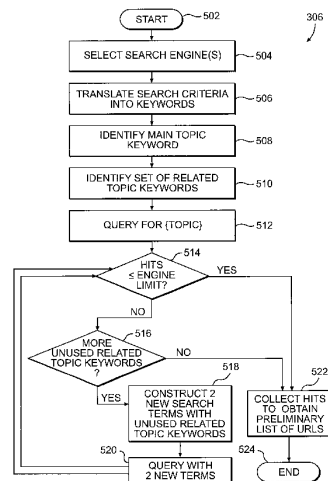 START
502
306
SELECT SEARCH ENGINE(S)
504
TRANSLATE SEARCH CRITERIA
INTO KEYWORDS
506
IDENTIFY MAIN TOPIC
KEYWORD
508
IDENTIFY SET OF RELATED
TOPIC KEYWORDS
510
QUERY FOR {TOPIC}
512
514
HITS
≤ ENGINE
LIMIT?
YES
NO
516
MORE
UNUSED RELATED
TOPIC KEYWORDS
?
NO
YES
518
CONSTRUCT 2
NEW SEARCH
TERMS WITH
UNUSED RELATED
TOPIC KEYWORDS
522
COLLECT HITS
TO OBTAIN
PRELIMINARY
LIST OF URLS
520
QUERY WITH
2 NEW TERMS
524
END